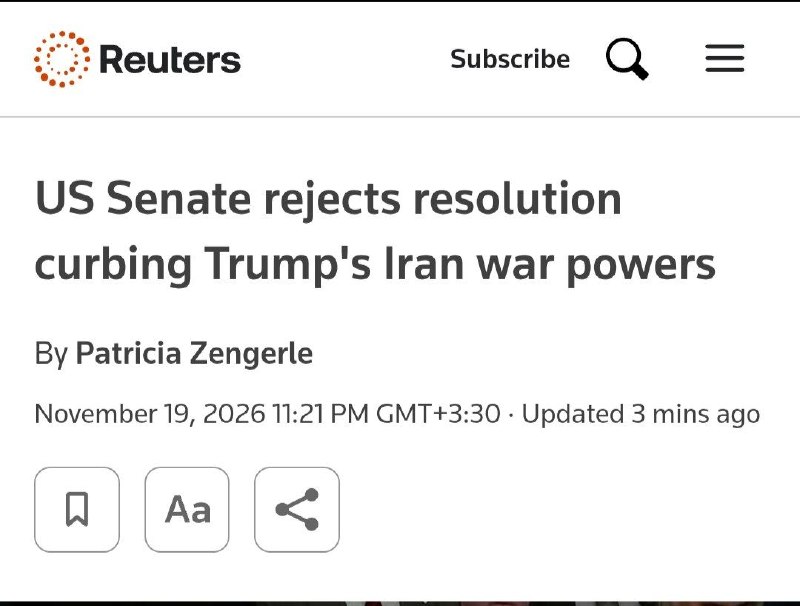 Reuters
Subscribe
US Senate rejects resolution
curbing Trump's Iran war powers
By Patricia Zengerle
November 19, 2026 11:21 PM GMT+3:30 · Updated 3 mins ago
Aa